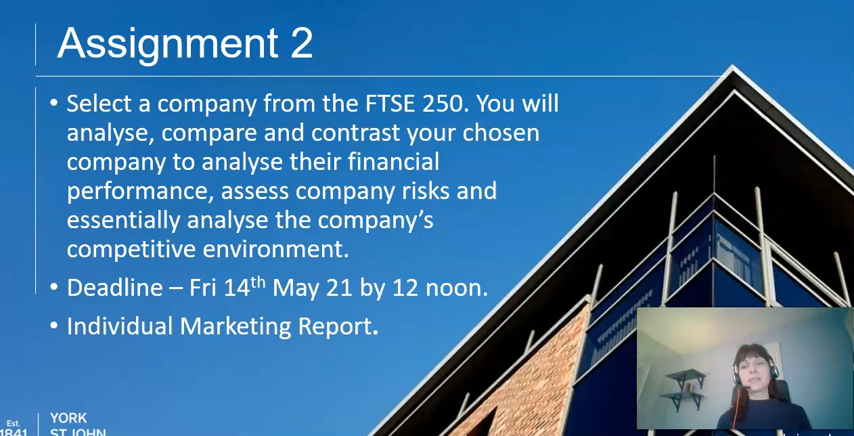 Assignment 2
• Select a company from the FTSE 250. You will
analyse, compare and contrast your chosen
company to analyse their financial
performance, assess company risks and
essentially analyse the company’s
competitive environment.
• Deadline – Fri 14th May 21 by 12 noon.
• Individual Marketing Report.
Est.
1841
YORK
ST JOHN